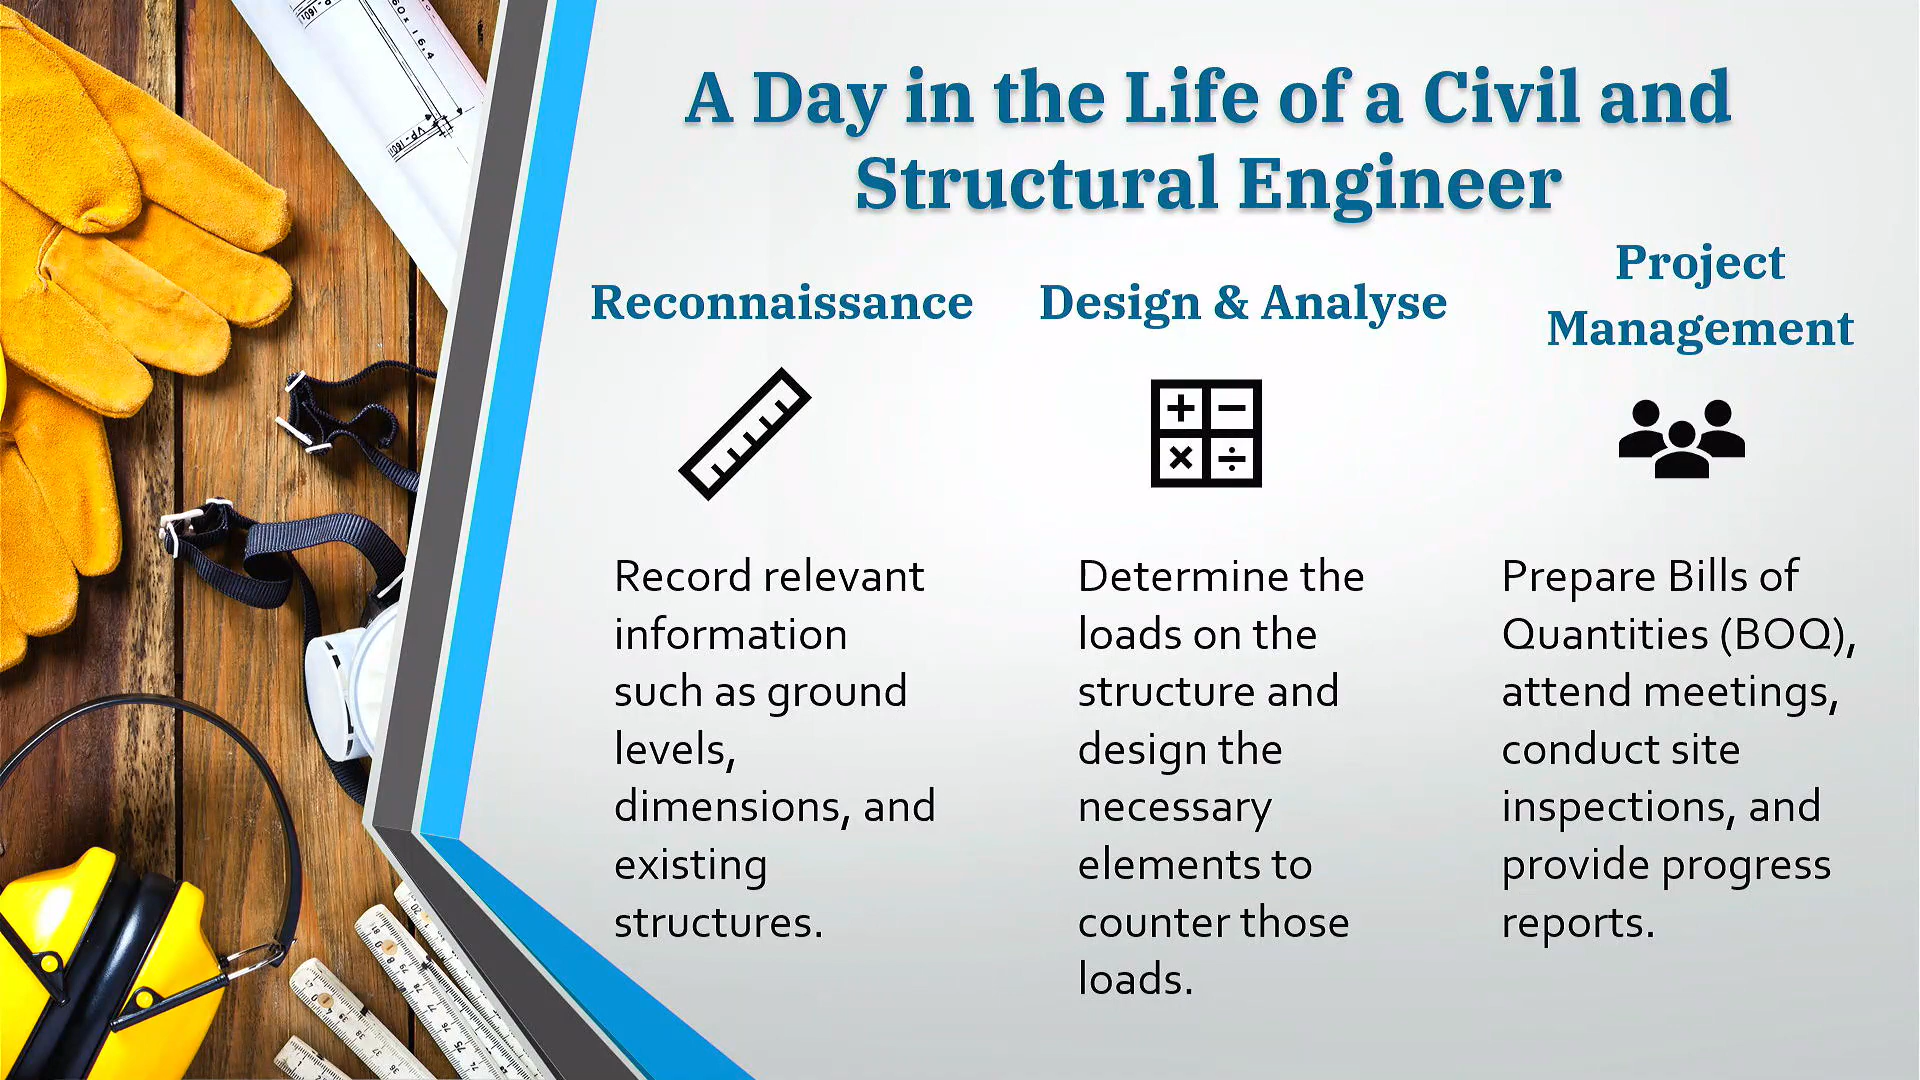 A Day in the Life of a Civil and
Structural Engineer
Reconnaissance
Record relevant
information
such as ground
levels,
dimensions, and
existing
structures.
Design & Analyse
Determine the
loads on the
structure and
design the
necessary
elements to
counter those
loads.
Project
Management
Prepare Bills of
Quantities (BOQ),
attend meetings,
conduct site
inspections, and
provide progress
reports.